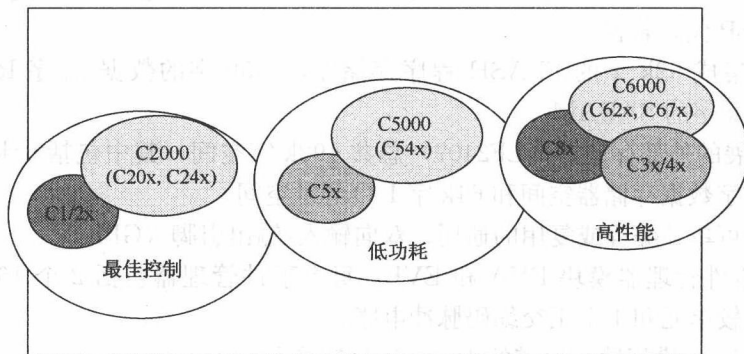 C2000
(C20x, C24x)
C1/2x
最佳控制
C5000
(C54x)
C5x
低功耗
C6000
(C62x, C67x)
C8x
C3x/4x
高性能